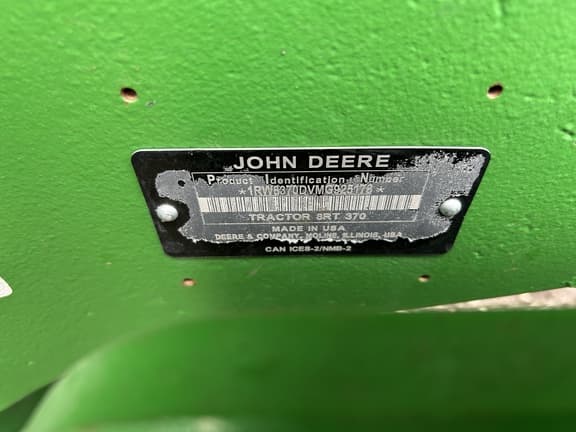 JOHN DEERE
Product Identification Number
*1RW8370DVMG925178*
TRACTOR 8RT 370
MADE IN USA
DEERE & COMPANY, MOLINE, ILLINOIS, USA
CAN ICES-2/NMB-2